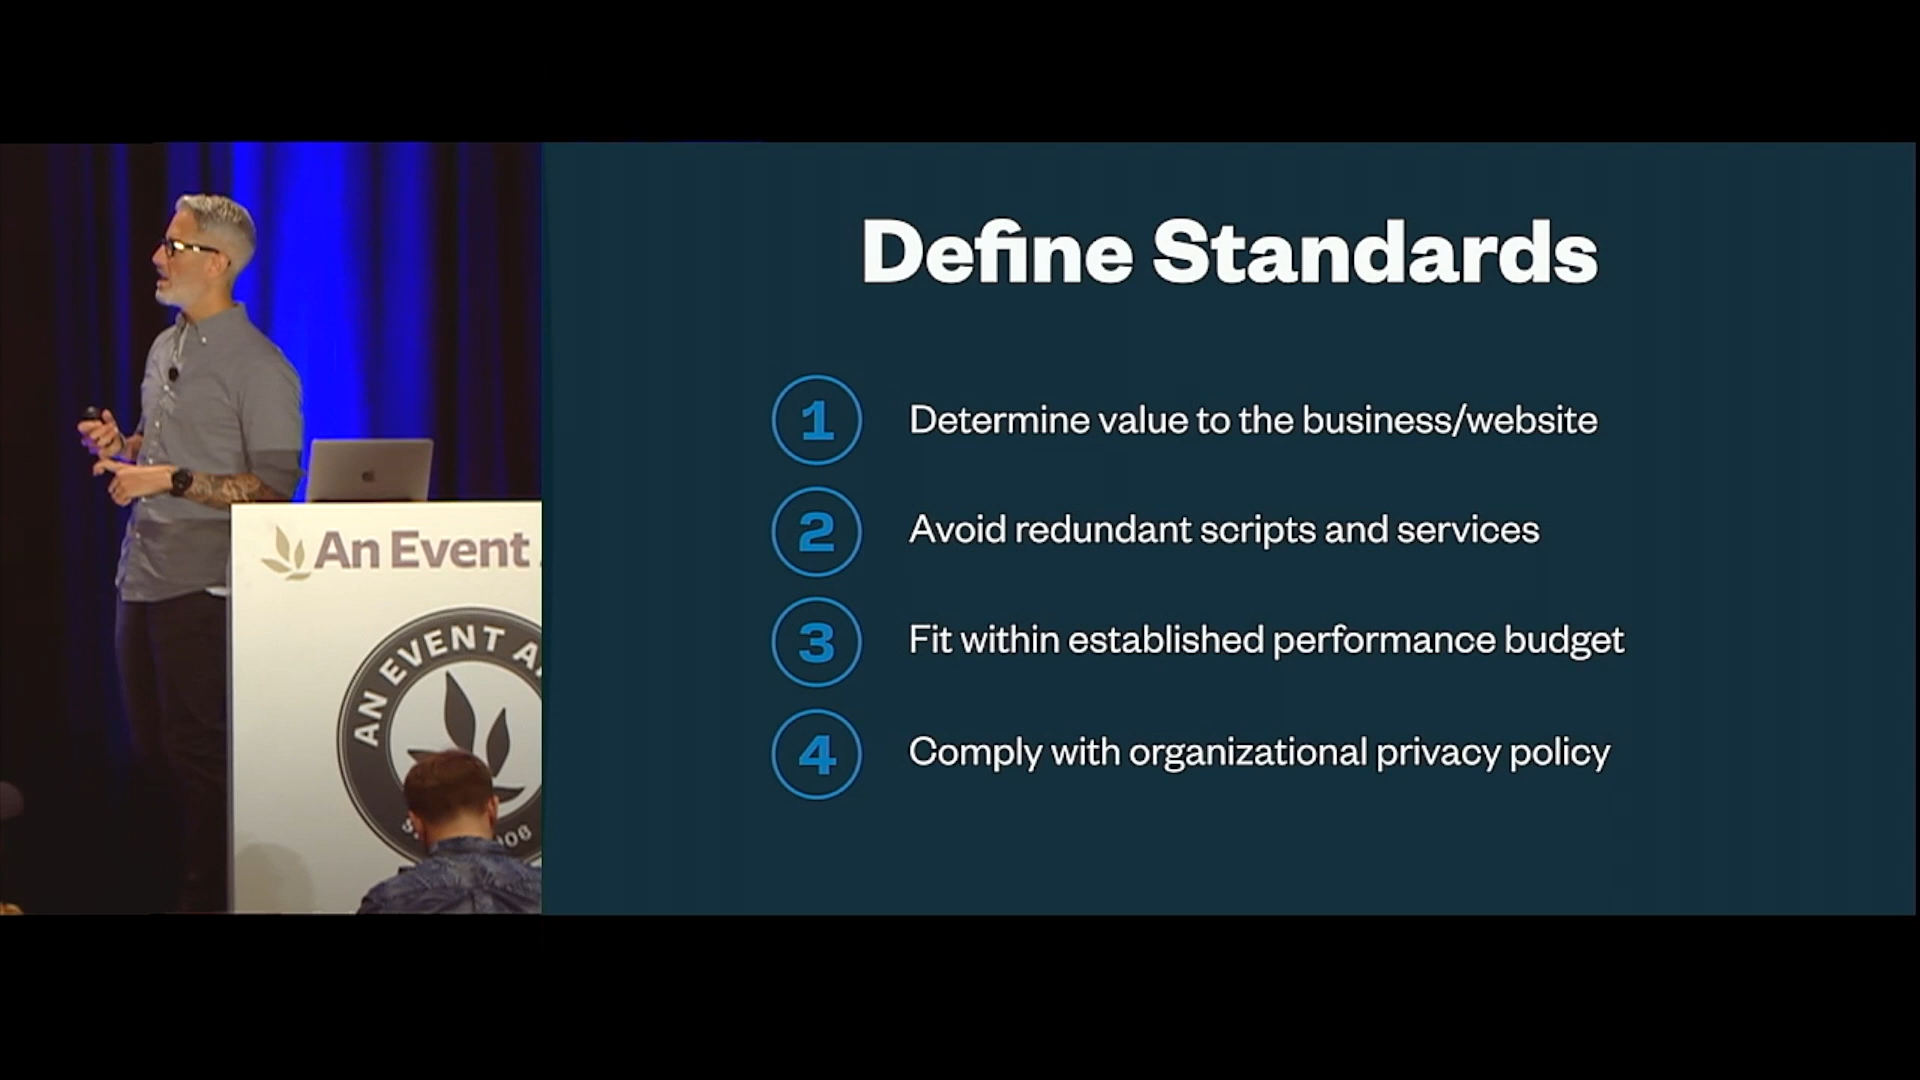 Define Standards
1 Determine value to the business/website
2 Avoid redundant scripts and services
3 Fit within established performance budget
4 Comply with organizational privacy policy
An Event
AN EVENT